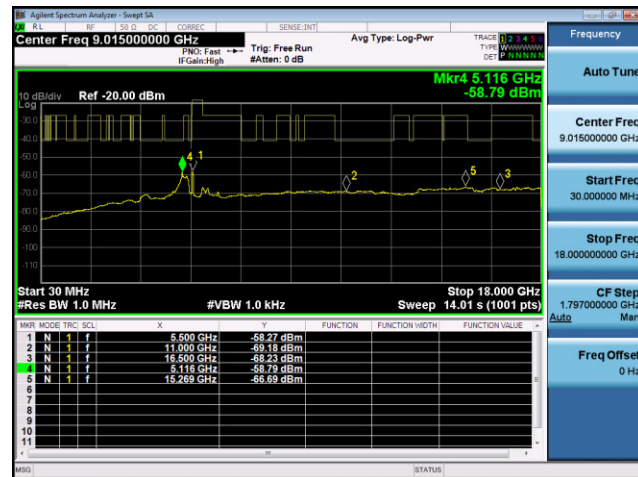 Agilent Spectrum Analyzer - Swept SA
RL RF 50 Ω DC CORREC SENSE:INT
Center Freq 9.015000000 GHz
PNO: Fast
IFGain:High
Trig: Free Run
#Atten: 0 dB
Avg Type: Log-Pwr
TRACE 1 2 3 4 5 6
TYPE WWWWWW
DET P N N N N N
Frequency
Mkr4 5.116 GHz
-58.79 dBm
10 dB/div Ref -20.00 dBm
Log
-30.0
-40.0
-50.0
-60.0
-70.0
-80.0
-90.0
-100
-110
4 1 2 5 3
Start 30 MHz Stop 18.000 GHz
#Res BW 1.0 MHz #VBW 1.0 kHz Sweep 14.01 s (1001 pts)
MKR MODE TRC SCL X Y FUNCTION FUNCTION WIDTH FUNCTION VALUE
1 N 1 f 5.500 GHz -58.27 dBm
2 N 1 f 11.000 GHz -69.18 dBm
3 N 1 f 16.500 GHz -68.23 dBm
4 N 1 f 5.116 GHz -58.79 dBm
5 N 1 f 15.269 GHz -66.69 dBm
6
7
8
9
10
11
MSG STATUS
Auto Tune
Center Freq
9.015000000 GHz
Start Freq
30.000000 MHz
Stop Freq
18.000000000 GHz
CF Step
1.797000000 GHz
Auto Man
Freq Offset
0 Hz